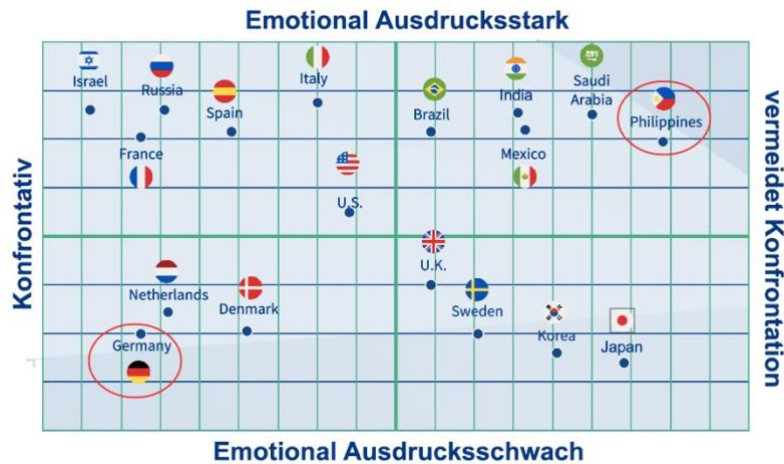 Emotional Ausdrucksstark
Israel
Russia
Spain
Italy
Brazil
India
Saudi
Arabia
Philippines
France
Mexico
U.S.
Konfrontativ
vermeidet Konfrontation
U.K.
Netherlands
Denmark
Sweden
Germany
Korea
Japan
Emotional Ausdrucksschwach